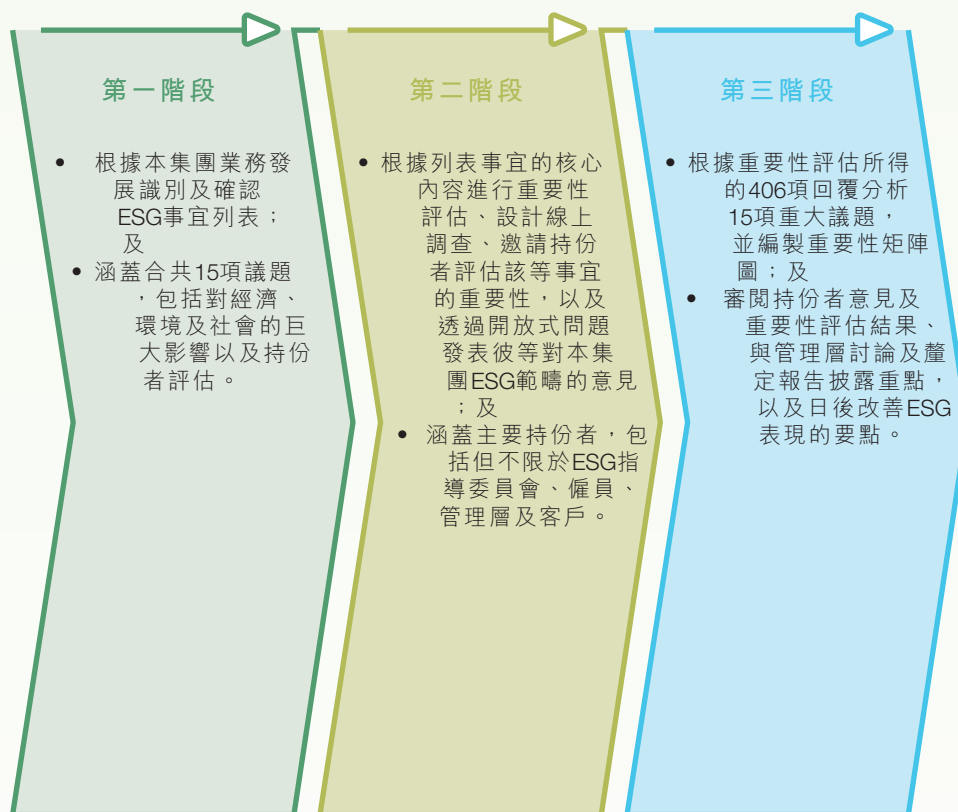 第一階段
• 根據本集團業務發
展識別及確認
ESG事宜列表；
及
• 涵蓋合共15項議題
，包括對經濟、
環境及社會的巨
大影響以及持份
者評估。
第二階段
• 根據列表事宜的核心
內容進行重要性
評估、設計線上
調查、邀請持份
者評估該等事宜
的重要性，以及
透過開放式問題
發表彼等對本集
團ESG範疇的意見
；及
• 涵蓋主要持份者，包
括但不限於ESG指
導委員會、僱員、
管理層及客戶。
第三階段
• 根據重要性評估所得
的406項回覆分析
15項重大議題，
並編製重要性矩陣
圖；及
• 審閱持份者意見及
重要性評估結果、
與管理層討論及釐
定報告披露重點，
以及日後改善ESG
表現的要點。